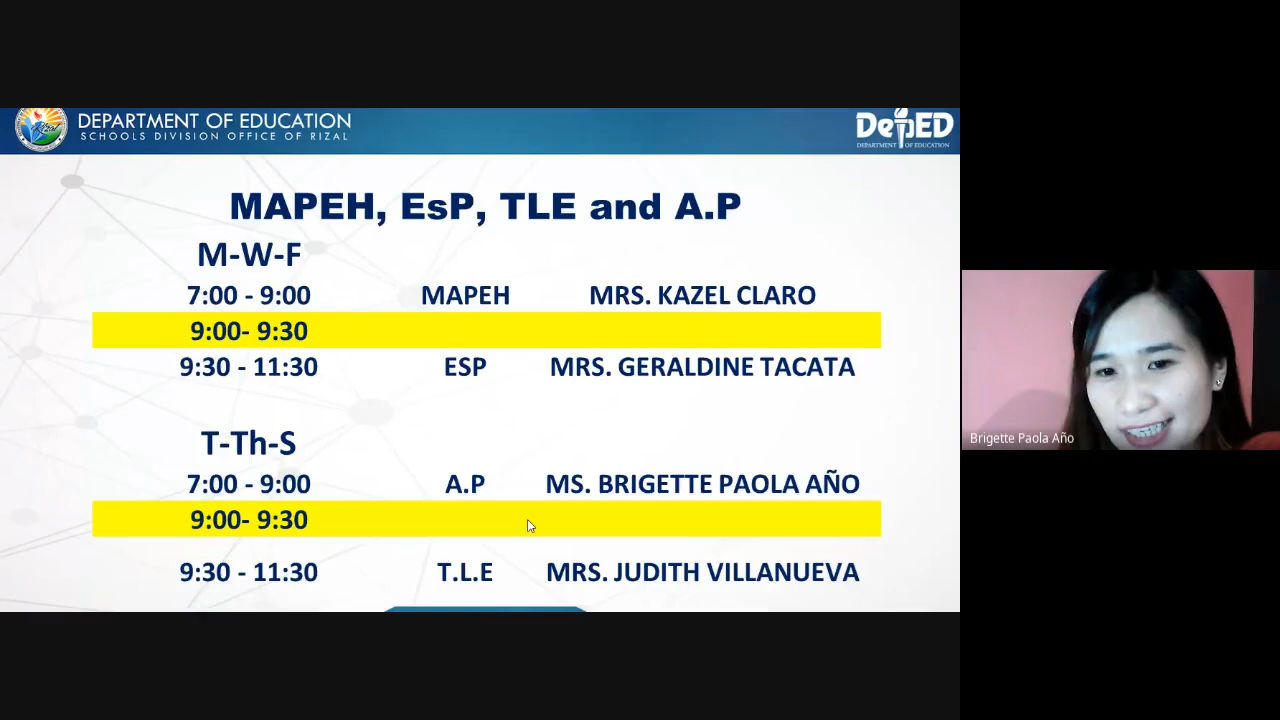 DEPARTMENT OF EDUCATION
SCHOOLS DIVISION OFFICE OF RIZAL
DepED
DEPARTMENT OF EDUCATION
MAPEH, EsP, TLE and A.P
M-W-F
7:00 - 9:00 MAPEH MRS. KAZEL CLARO
9:00- 9:30
9:30 - 11:30 ESP MRS. GERALDINE TACATA
T-Th-S
7:00 - 9:00 A.P MS. BRIGETTE PAOLA AÑO
9:00- 9:30
9:30 - 11:30 T.L.E MRS. JUDITH VILLANUEVA
Brigette Paola Año